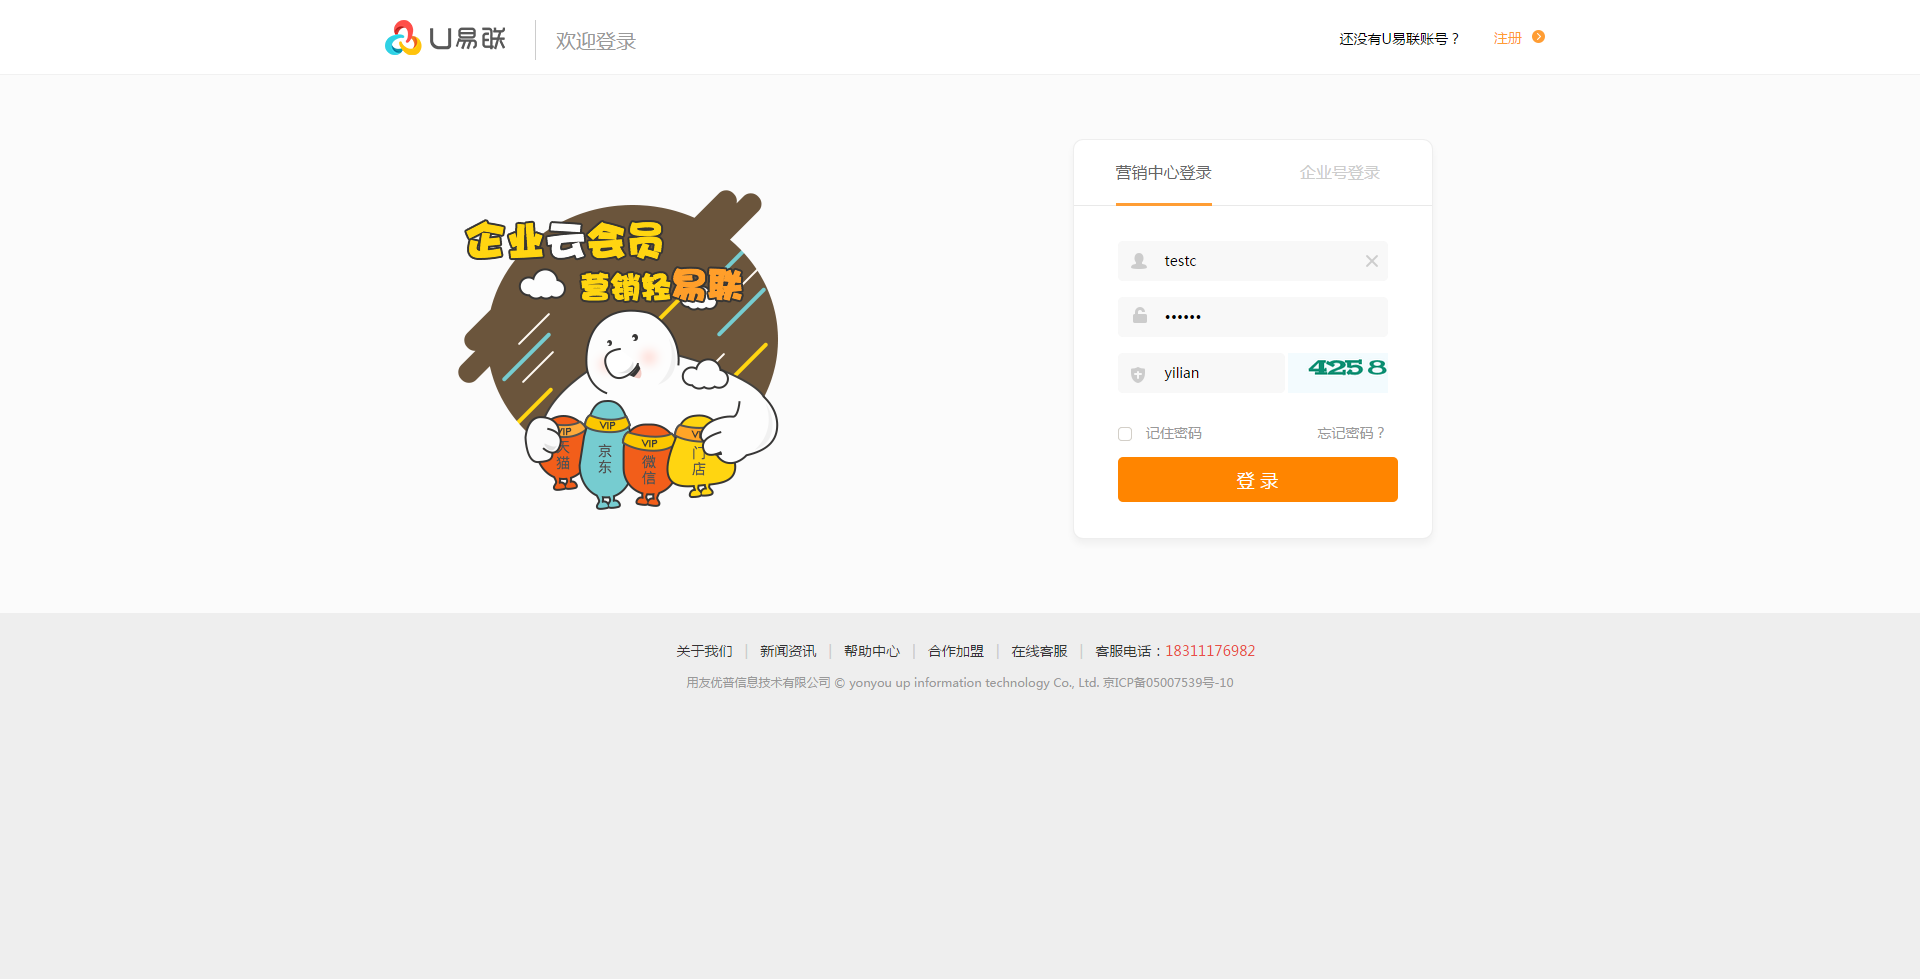 U易联 欢迎登录 还没有U易联账号？ 注册
营销中心登录 企业号登录
企业云会员
营销轻易联
testc
••••••
yilian 4258
VIP 天猫
VIP 京东
VIP 微信
VI 门店
记住密码 忘记密码？
登 录
关于我们 | 新闻资讯 | 帮助中心 | 合作加盟 | 在线客服 | 客服电话：18311176982
用友优普信息技术有限公司 © yonyou up information technology Co., Ltd. 京ICP备05007539号-10